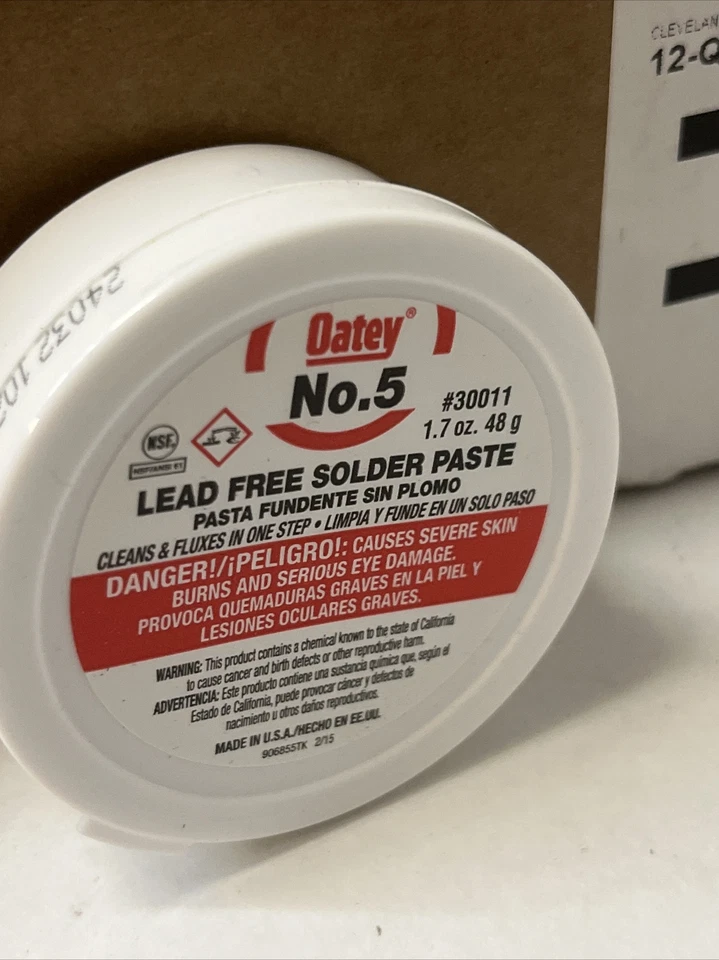 CLEVELAN
12-Q
24032 102
Oatey®
No.5
#30011
1.7 oz. 48 g
NSF®
NSF/ANSI 61
LEAD FREE SOLDER PASTE
PASTA FUNDENTE SIN PLOMO
CLEANS & FLUXES IN ONE STEP • LIMPIA Y FUNDE EN UN SOLO PASO
DANGER!/¡PELIGRO!: CAUSES SEVERE SKIN
BURNS AND SERIOUS EYE DAMAGE.
PROVOCA QUEMADURAS GRAVES EN LA PIEL Y
LESIONES OCULARES GRAVES.
WARNING: This product contains a chemical known to the state of California
to cause cancer and birth defects or other reproductive harm.
ADVERTENCIA: Este producto contiene una sustancia química que, según el
Estado de California, puede provocar cáncer y defectos de
nacimiento u otros daños reproductivos.
MADE IN U.S.A./HECHO EN EE.UU.
906855TK 2/15